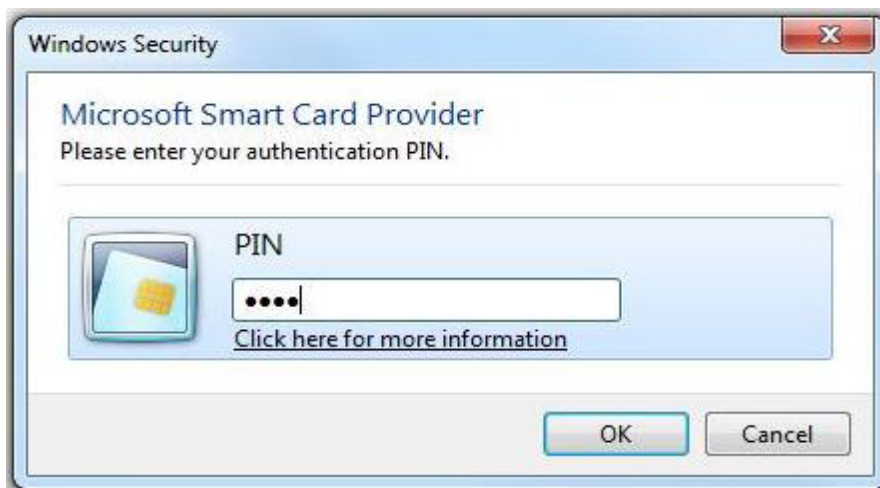 Windows Security
Microsoft Smart Card Provider
Please enter your authentication PIN.
PIN
••••
Click here for more information
OK
Cancel